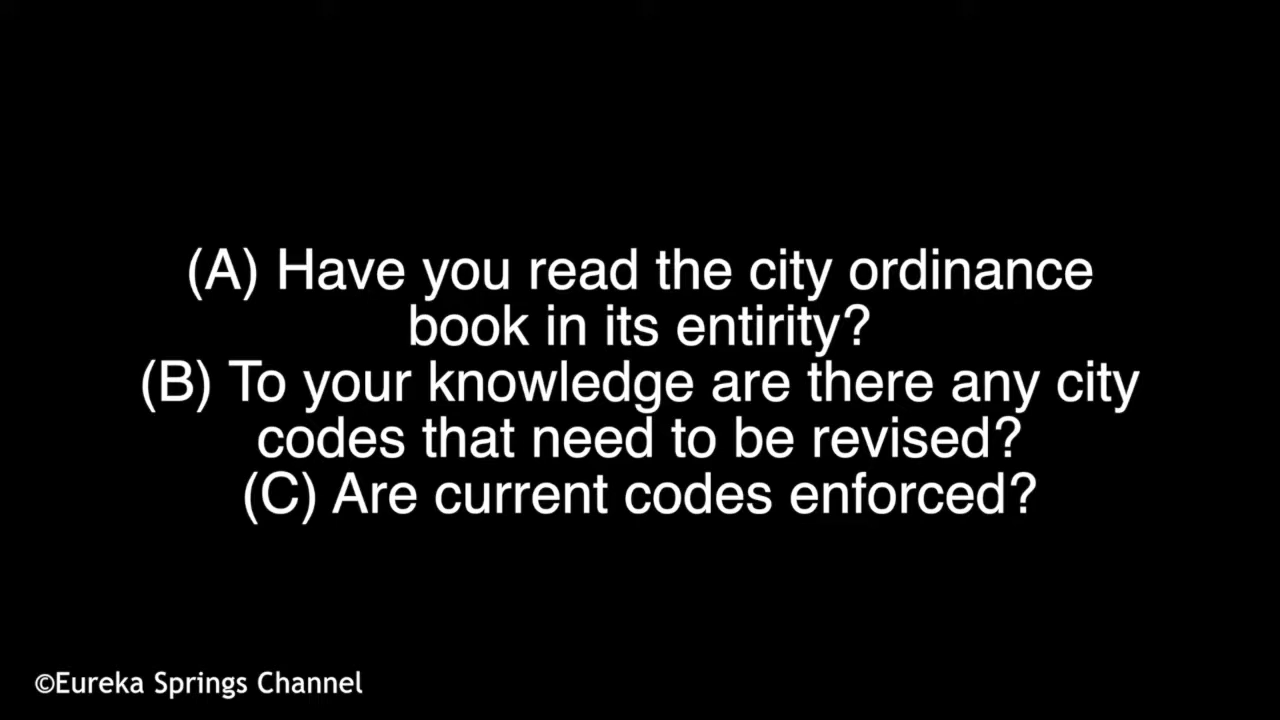 (A) Have you read the city ordinance
book in its entirity?
(B) To your knowledge are there any city
codes that need to be revised?
(C) Are current codes enforced?
©Eureka Springs Channel